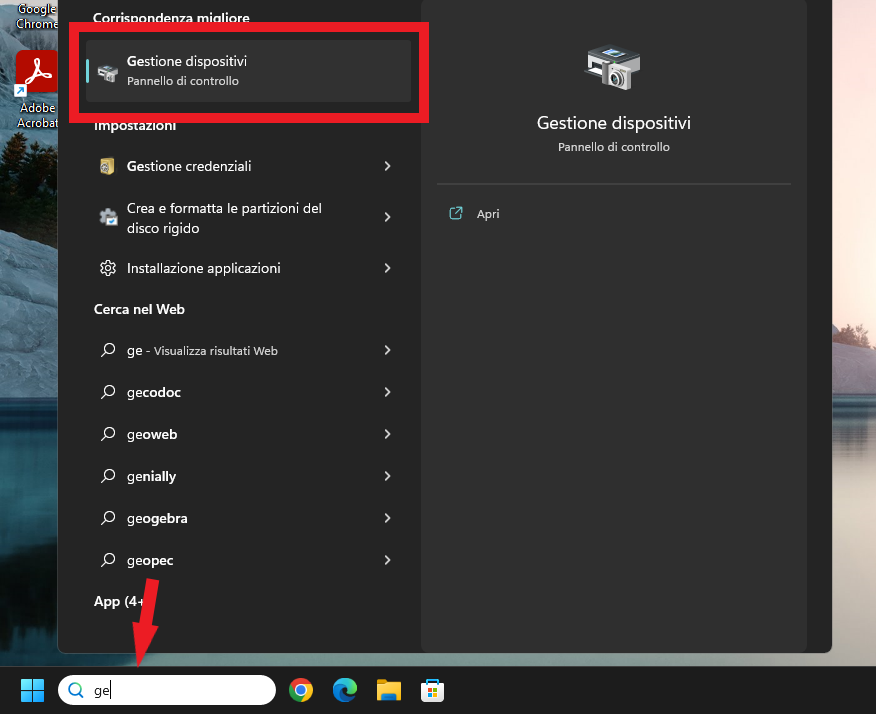 Google
Chrome
Adobe
Acrobat
Corrispondenza migliore
Gestione dispositivi
Pannello di controllo
Impostazioni
Gestione credenziali
Crea e formatta le partizioni del
disco rigido
Installazione applicazioni
Cerca nel Web
ge - Visualizza risultati Web
gecodoc
geoweb
genially
geogebra
geopec
App (4+
Gestione dispositivi
Pannello di controllo
Apri
ge